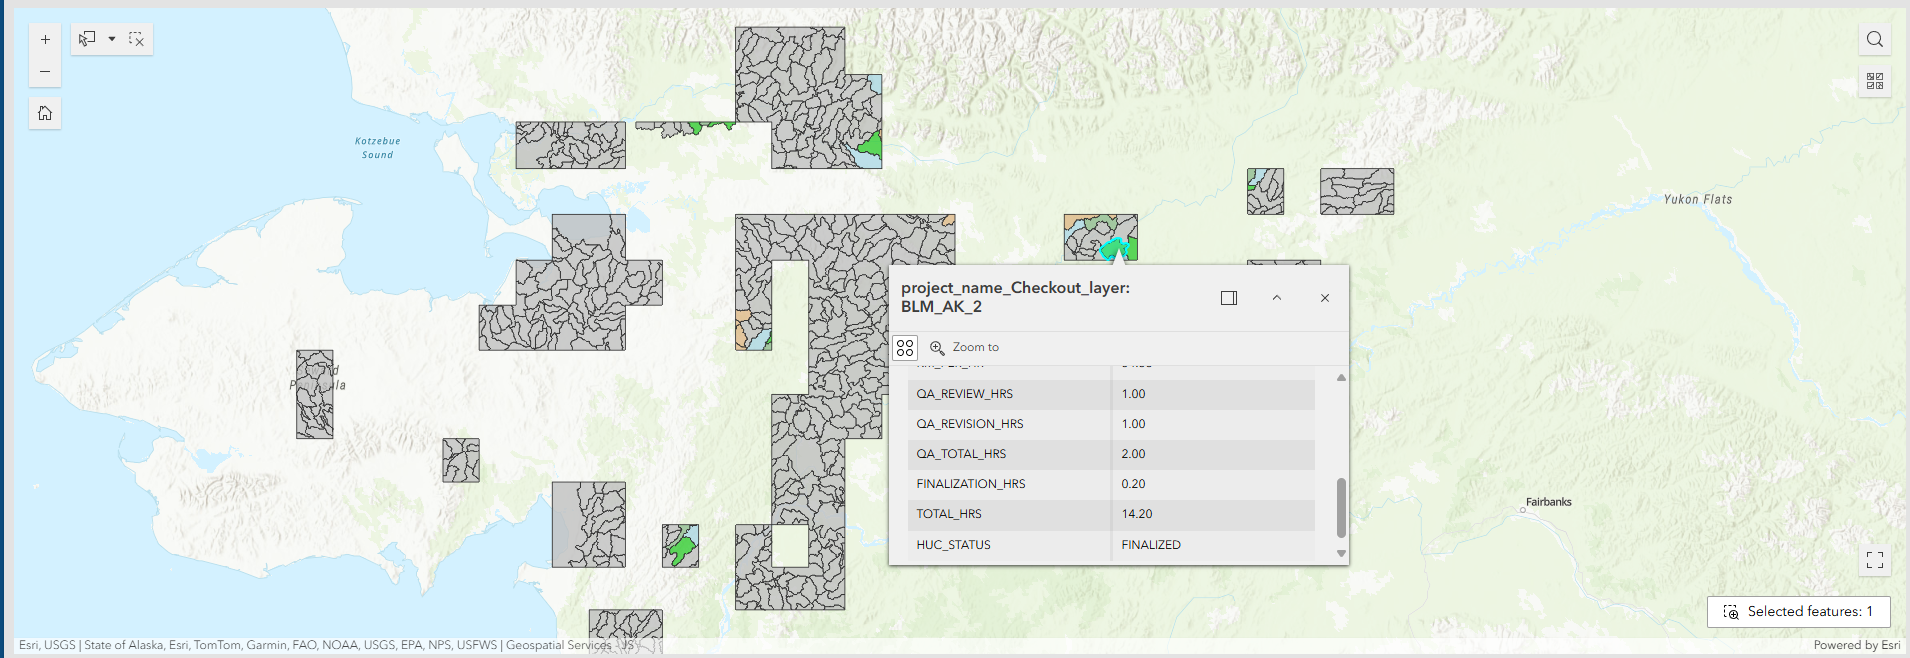 +
−
Kotzebue
Sound
Yukon Flats
project_name_Checkout_layer:
BLM_AK_2
Zoom to
QA_REVIEW_HRS 1.00
QA_REVISION_HRS 1.00
QA_TOTAL_HRS 2.00
FINALIZATION_HRS 0.20
TOTAL_HRS 14.20
HUC_STATUS FINALIZED
Peninsula
Fairbanks
Selected features: 1
Esri, USGS | State of Alaska, Esri, TomTom, Garmin, FAO, NOAA, USGS, EPA, NPS, USFWS | Geospatial Services - JS
Powered by Esri